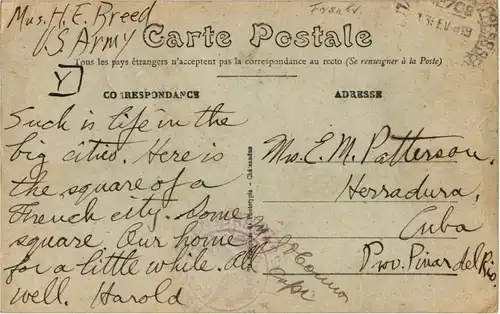 Mus. H. E. Breed
US Army
Y
Carte Postale
Tous les pays étrangers n'acceptent pas la correspondance au recto (Se renseigner à la Poste)
CORRESPONDANCE
Such is life in the
big cities. Here is
the square of a
French city. Some
square. Our home
for a little while. All
well. Harold
ADRESSE
Mrs. E. M. Patterson,
Herradura,
Cuba
Prov. Pinar del Rio.